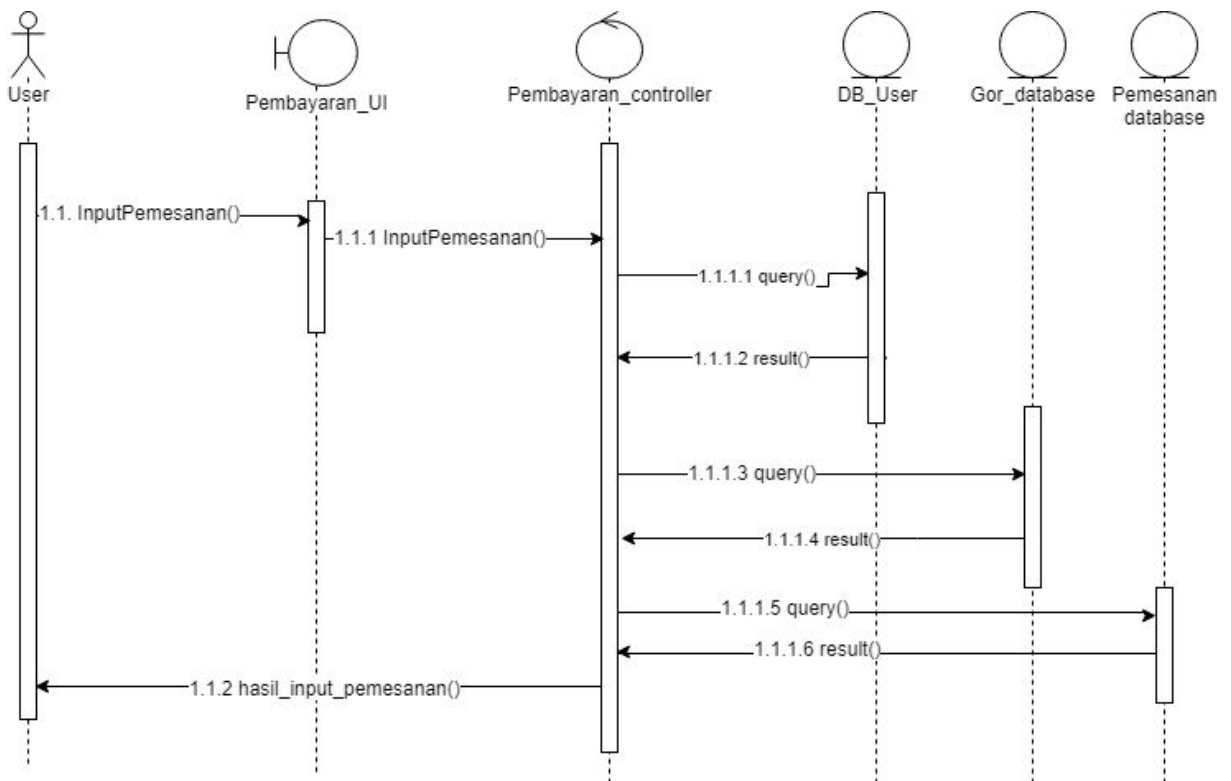 User
Pembayaran_UI
Pembayaran_controller
DB_User
Gor_database
Pemesanan
database
1.1. InputPemesanan()
1.1.1 InputPemesanan()
1.1.1.1 query()
1.1.1.2 result()
1.1.1.3 query()
1.1.1.4 result()
1.1.1.5 query()
1.1.1.6 result()
1.1.2 hasil_input_pemesanan()